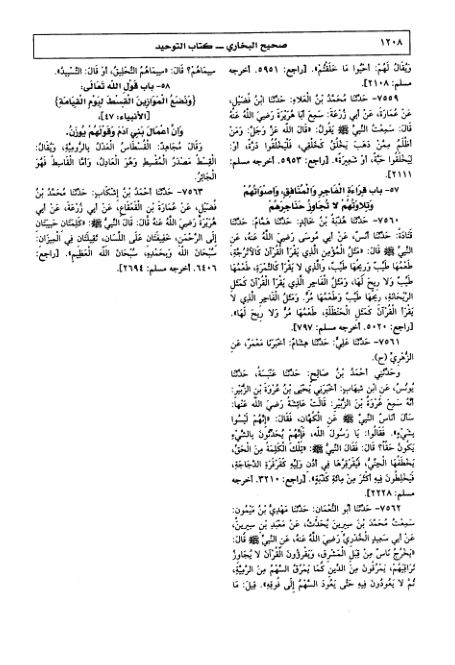 ١٢٠٨
صحيح البخاري ــ كتاب التوحيد
وَيُقَالُ لَهُمْ: أَحْيُوا مَا خَلَقْتُمْ». [راجع: ٥٩٥١. أخرجه
مسلم: ٢١٠٨].
٧٥٥٩- حَدَّثَنَا مُحَمَّدُ بْنُ الْعَلَاءِ: حَدَّثَنَا ابْنُ فُضَيْلٍ،
عَنْ عُمَارَةَ، عَنْ أَبِي زُرْعَةَ: سَمِعَ أَبَا هُرَيْرَةَ رَضِيَ اللَّهُ عَنْهُ
قَالَ: سَمِعْتُ النَّبِيَّ ﷺ يَقُولُ: «قَالَ اللَّهُ عَزَّ وَجَلَّ: وَمَنْ
أَظْلَمُ مِمَّنْ ذَهَبَ يَخْلُقُ كَخَلْقِي، فَلْيَخْلُقُوا ذَرَّةً، أَوْ:
لِيَخْلُقُوا حَبَّةً، أَوْ شَعِيرَةً». [راجع: ٥٩٥٣. أخرجه مسلم:
٢١١١].
٥٧- باب قِرَاءَةِ الْفَاجِرِ وَالْمُنَافِقِ، وَأَصْوَاتُهُمْ
وَتِلَاوَتُهُمْ لَا تُجَاوِزُ حَنَاجِرَهُمْ
٧٥٦٠- حَدَّثَنَا هُدْبَةُ بْنُ خَالِدٍ: حَدَّثَنَا هَمَّامٌ: حَدَّثَنَا
قَتَادَةُ: حَدَّثَنَا أَنَسٌ، عَنْ أَبِي مُوسَى رَضِيَ اللَّهُ عَنْهُ، عَنِ
النَّبِيِّ ﷺ قَالَ: «مَثَلُ الْمُؤْمِنِ الَّذِي يَقْرَأُ الْقُرْآنَ كَالْأُتْرُجَّةِ،
طَعْمُهَا طَيِّبٌ وَرِيحُهَا طَيِّبٌ، وَالَّذِي لَا يَقْرَأُ كَالتَّمْرَةِ، طَعْمُهَا
طَيِّبٌ وَلَا رِيحَ لَهَا، وَمَثَلُ الْفَاجِرِ الَّذِي يَقْرَأُ الْقُرْآنَ كَمَثَلِ
الرَّيْحَانَةِ، رِيحُهَا طَيِّبٌ وَطَعْمُهَا مُرٌّ. وَمَثَلُ الْفَاجِرِ الَّذِي لَا
يَقْرَأُ الْقُرْآنَ كَمَثَلِ الْحَنْظَلَةِ، طَعْمُهَا مُرٌّ وَلَا رِيحَ لَهَا».
[راجع: ٥٠٢٠. أخرجه مسلم: ٧٩٧].
٧٥٦١- حَدَّثَنَا عَلِيٌّ: حَدَّثَنَا هِشَامٌ: أَخْبَرَنَا مَعْمَرٌ، عَنِ
الزُّهْرِيِّ (ح).
وَحَدَّثَنِي أَحْمَدُ بْنُ صَالِحٍ: حَدَّثَنَا عَنْبَسَةُ، حَدَّثَنَا
يُونُسُ، عَنِ ابْنِ شِهَابٍ: أَخْبَرَنِي يَحْيَى بْنُ عُرْوَةَ بْنِ الزُّبَيْرِ:
أَنَّهُ سَمِعَ عُرْوَةَ بْنَ الزُّبَيْرِ: قَالَتْ عَائِشَةُ رَضِيَ اللَّهُ عَنْهَا:
سَأَلَ أُنَاسٌ النَّبِيَّ ﷺ عَنِ الْكُهَّانِ، فَقَالَ: «إِنَّهُمْ لَيْسُوا
بِشَيْءٍ». فَقَالُوا: يَا رَسُولَ اللَّهِ، فَإِنَّهُمْ يُحَدِّثُونَ بِالشَّيْءِ
يَكُونُ حَقًّا؟ قَالَ: فَقَالَ النَّبِيُّ ﷺ: «تِلْكَ الْكَلِمَةُ مِنَ الْحَقِّ،
يَخْطَفُهَا الْجِنِّيُّ، فَيُقَرْقِرُهَا فِي أُذُنِ وَلِيِّهِ كَقَرْقَرَةِ الدَّجَاجَةِ،
فَيَخْلِطُونَ فِيهِ أَكْثَرَ مِنْ مِائَةِ كَذْبَةٍ». [راجع: ٣٢١٠. أخرجه
مسلم: ٢٢٢٨].
٧٥٦٢- حَدَّثَنَا أَبُو النُّعْمَانِ: حَدَّثَنَا مَهْدِيُّ بْنُ مَيْمُونٍ:
سَمِعْتُ مُحَمَّدَ بْنَ سِيرِينَ يُحَدِّثُ، عَنْ مَعْبَدِ بْنِ سِيرِينَ،
عَنْ أَبِي سَعِيدٍ الْخُدْرِيِّ رَضِيَ اللَّهُ عَنْهُ، عَنِ النَّبِيِّ ﷺ قَالَ:
«يَخْرُجُ نَاسٌ مِنْ قِبَلِ الْمَشْرِقِ، وَيَقْرَؤُونَ الْقُرْآنَ لَا يُجَاوِزُ
تَرَاقِيَهُمْ، يَمْرُقُونَ مِنَ الدِّينِ كَمَا يَمْرُقُ السَّهْمُ مِنَ الرَّمِيَّةِ،
ثُمَّ لَا يَعُودُونَ فِيهِ حَتَّى يَعُودَ السَّهْمُ إِلَى فُوقِهِ». قِيلَ: مَا
سِيمَاهُمْ؟ قَالَ: «سِيمَاهُمُ التَّحْلِيقُ، أَوْ قَالَ: التَّسْبِيدُ».
٥٨- باب قَوْلِ اللَّهِ تَعَالَى:
{وَنَضَعُ الْمَوَازِينَ الْقِسْطَ لِيَوْمِ الْقِيَامَةِ}
[الأنبياء: ٤٧].
وَأَنَّ أَعْمَالَ بَنِي آدَمَ وَقَوْلَهُمْ يُوزَنُ.
وَقَالَ مُجَاهِدٌ: الْقُسْطَاسُ الْعَدْلُ بِالرُّومِيَّةِ، وَيُقَالُ:
الْقِسْطُ مَصْدَرُ الْمُقْسِطِ وَهُوَ الْعَادِلُ، وَأَمَّا الْقَاسِطُ فَهُوَ
الْجَائِرُ.
٧٥٦٣- حَدَّثَنَا أَحْمَدُ بْنُ إِشْكَابٍ: حَدَّثَنَا مُحَمَّدُ بْنُ
فُضَيْلٍ، عَنْ عُمَارَةَ بْنِ الْقَعْقَاعِ، عَنْ أَبِي زُرْعَةَ، عَنْ أَبِي
هُرَيْرَةَ رَضِيَ اللَّهُ عَنْهُ قَالَ: قَالَ النَّبِيُّ ﷺ: «كَلِمَتَانِ حَبِيبَتَانِ
إِلَى الرَّحْمَنِ، خَفِيفَتَانِ عَلَى اللِّسَانِ، ثَقِيلَتَانِ فِي الْمِيزَانِ:
سُبْحَانَ اللَّهِ وَبِحَمْدِهِ، سُبْحَانَ اللَّهِ الْعَظِيمِ». [راجع:
٦٤٠٦. أخرجه مسلم: ٢٦٩٤].